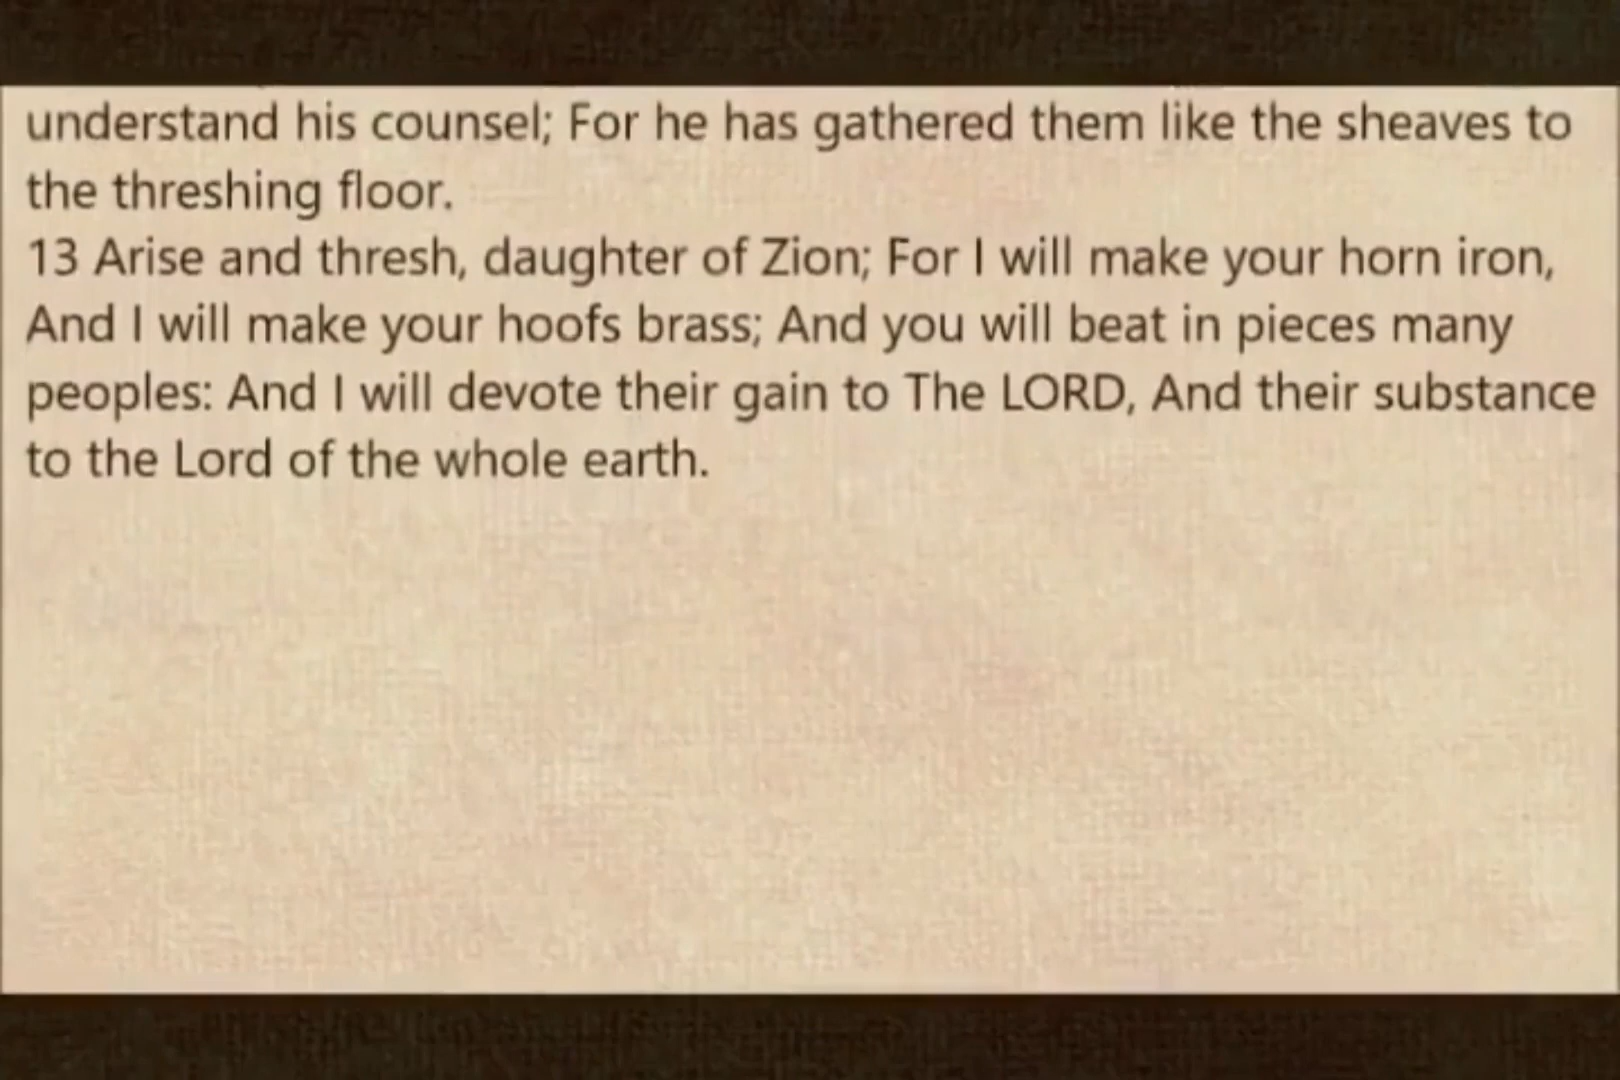 understand his counsel; For he has gathered them like the sheaves to
the threshing floor.
13 Arise and thresh, daughter of Zion; For I will make your horn iron,
And I will make your hoofs brass; And you will beat in pieces many
peoples: And I will devote their gain to The LORD, And their substance
to the Lord of the whole earth.